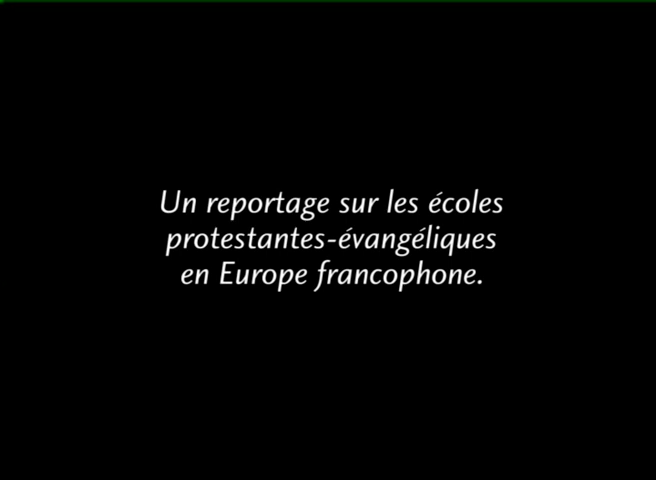 Un reportage sur les écoles
protestantes-évangéliques
en Europe francophone.